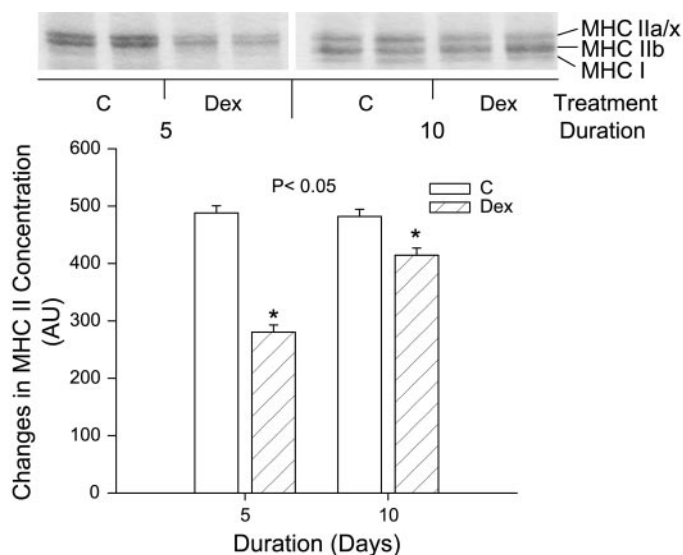 MHC IIa/x
MHC IIb
MHC I
C Dex C Dex Treatment
5 10 Duration
600
P< 0.05
C
Dex
500
*
400
*
300
200
100
0
5 10
Duration (Days)
Changes in MHC II Concentration
(AU)